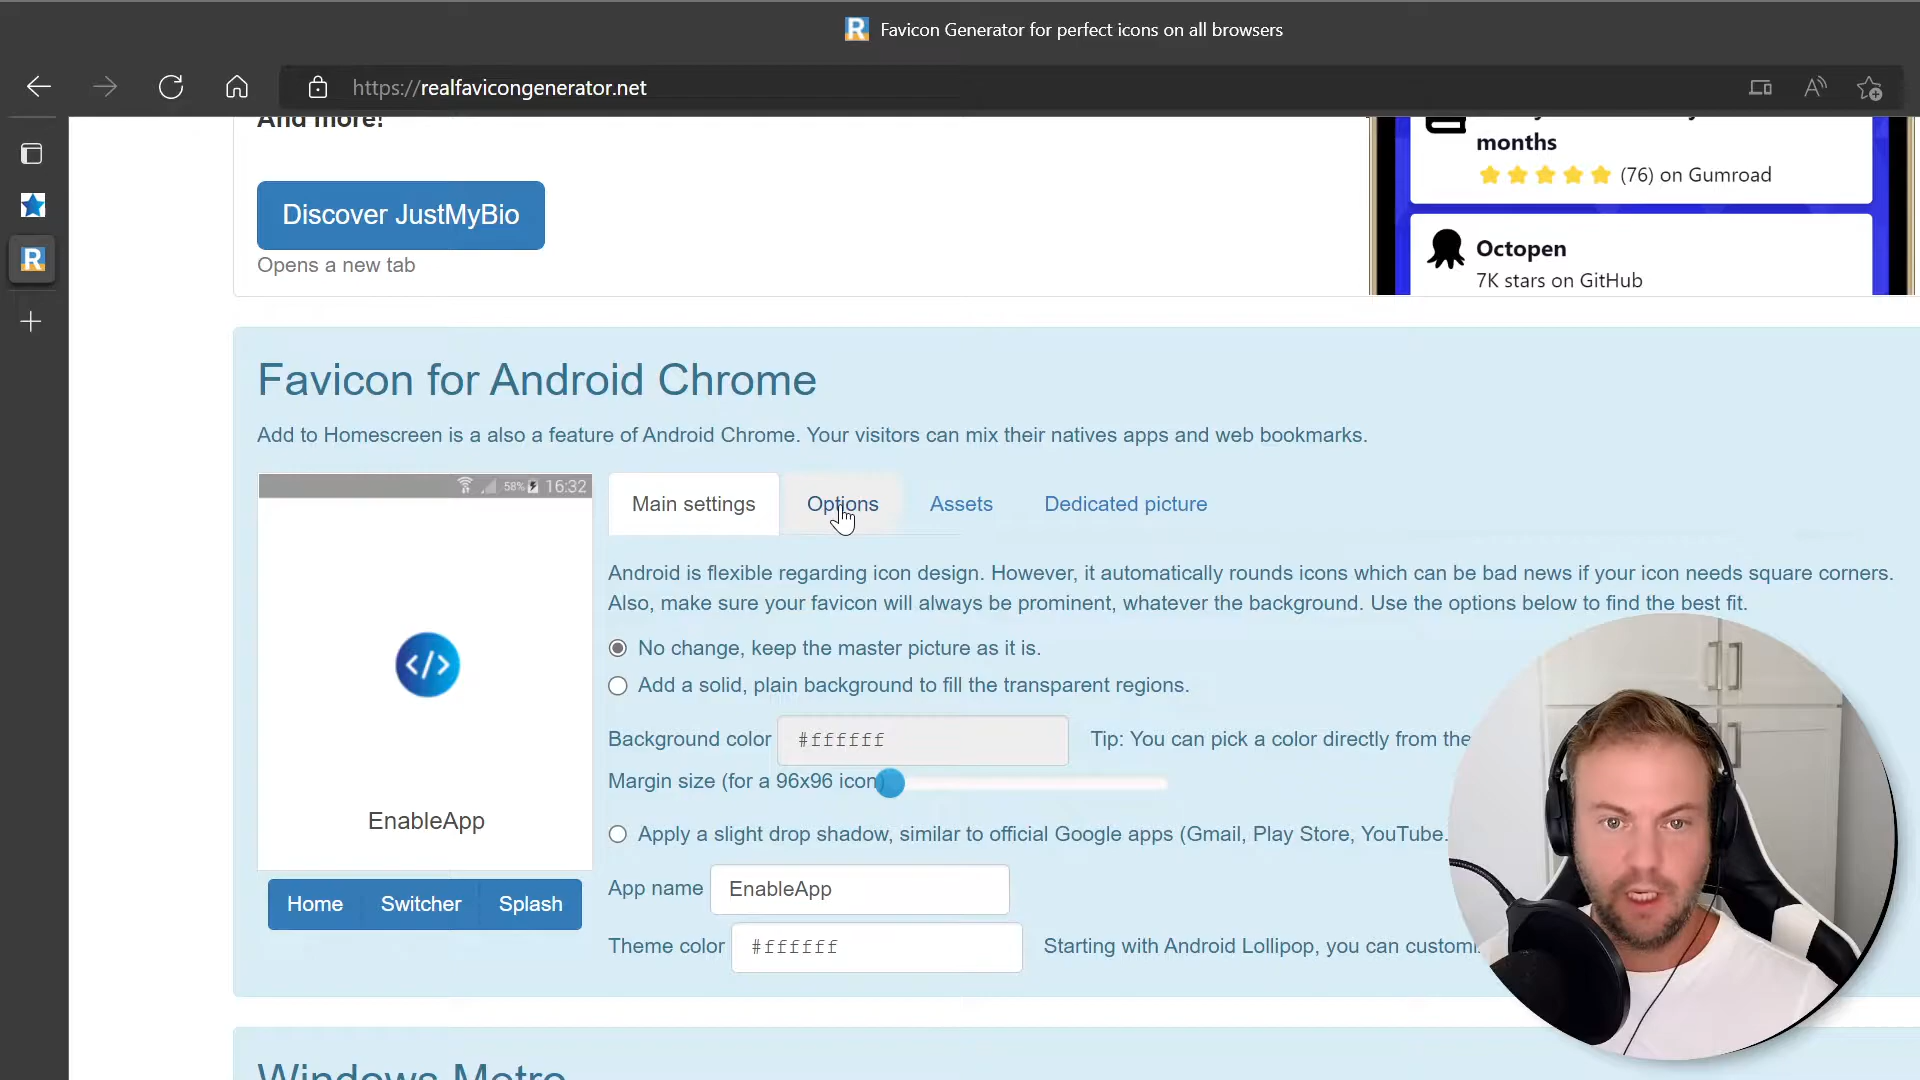 Favicon Generator for perfect icons on all browsers
https://realfavicongenerator.net
And more!
months
(76) on Gumroad
Discover JustMyBio
Opens a new tab
Octopen
7K stars on GitHub
Favicon for Android Chrome
Add to Homescreen is a also a feature of Android Chrome. Your visitors can mix their natives apps and web bookmarks.
58% 16:32
Main settings Options Assets Dedicated picture
Android is flexible regarding icon design. However, it automatically rounds icons which can be bad news if your icon needs square corners.
Also, make sure your favicon will always be prominent, whatever the background. Use the options below to find the best fit.
No change, keep the master picture as it is.
Add a solid, plain background to fill the transparent regions.
</>
Background color #ffffff Tip: You can pick a color directly from the
Margin size (for a 96x96 icon)
EnableApp
Apply a slight drop shadow, similar to official Google apps (Gmail, Play Store, YouTube.
App name EnableApp
Home Switcher Splash
Theme color #ffffff Starting with Android Lollipop, you can customi
Windows Metro